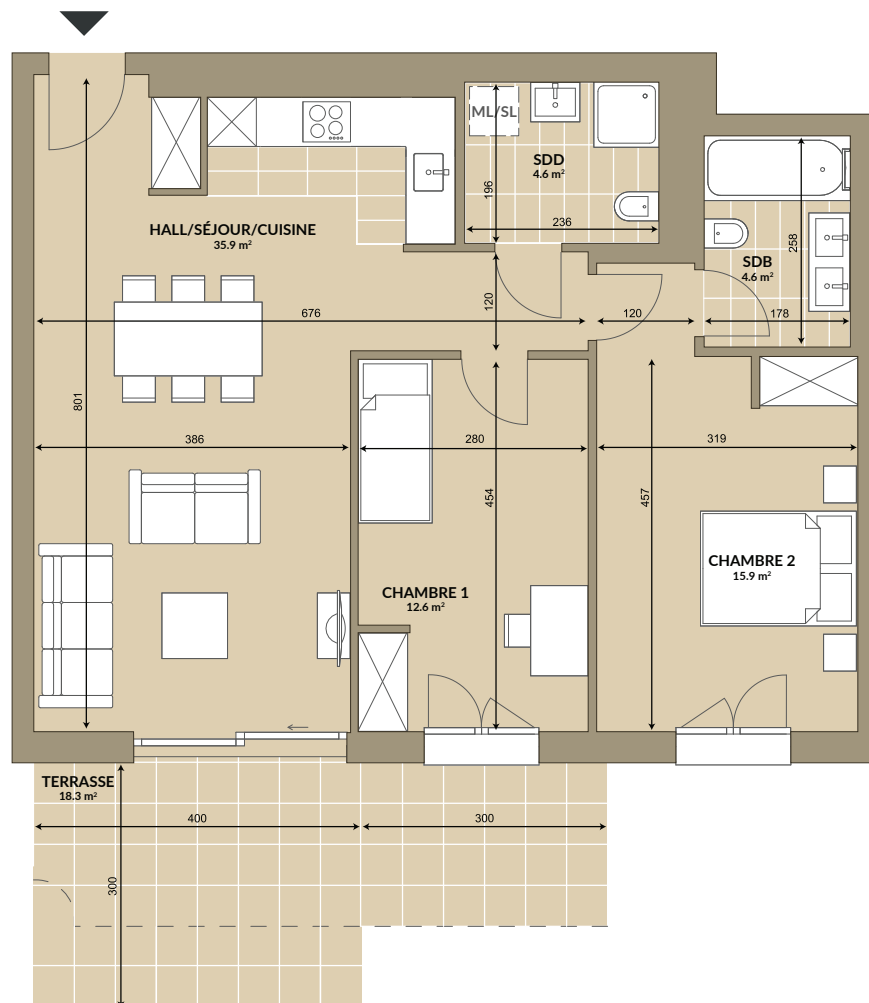 ML/SL
SDD
4.6 m²
196
236
HALL/SÉJOUR/CUISINE
35.9 m²
258
SDB
4.6 m²
120
676
120
178
801
386
280
319
454
457
CHAMBRE 1
12.6 m²
CHAMBRE 2
15.9 m²
TERRASSE
18.3 m²
400
300
300